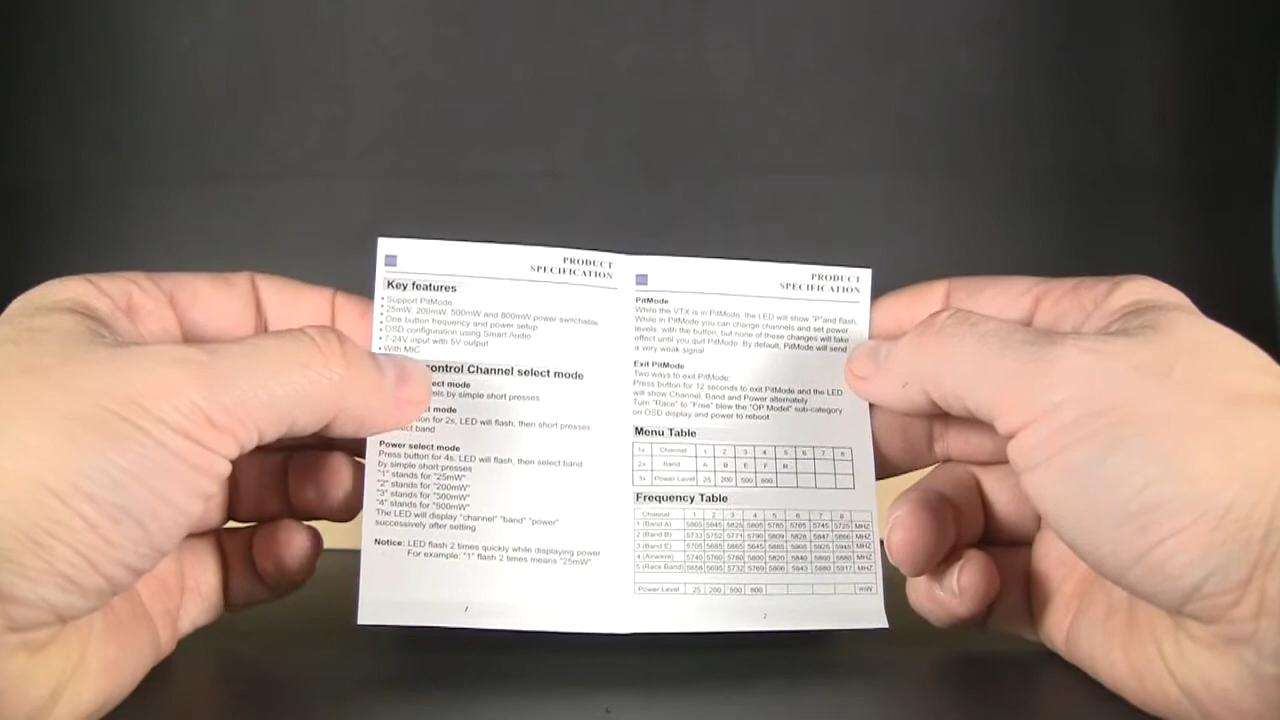 PRODUCT
SPECIFICATION
Key features
• Support PitMode
• 25mW, 200mW, 500mW and 800mW power switchable
• One button frequency and power setup
• OSD configuration using Smart Audio
• 7-24V input with 5V output
• With MIC
control Channel select mode
ect mode
els by simple short presses
ct mode
on for 2s, LED will flash, then short presses
ct band
Power select mode
Press button for 4s. LED will flash, then select band
by simple short presses
"1" stands for "25mW"
"2" stands for "200mW"
"3" stands for "500mW"
"4" stands for "800mW"
The LED will display "channel" "band" "power"
successively after setting
Notice: LED flash 2 times quickly while displaying power
For example: "1" flash 2 times means "25mW"
1
PRODUCT
SPECIFICATION
PitMode
While the VTX is in PitMode, the LED will show "P"and flash,
While in PitMode you can change channels and set power
levels, with the button, but none of those changes will take
effect until you quit PitMode. By default, PitMode will send
a very weak signal
Exit PitMode
Two ways to exit PitMode:
Press button for 12 seconds to exit PitMode and the LED
will show Channel, Band and Power alternately
Turn "Race" to "Free" blew the "OP Model" sub-category
on OSD display and power to reboot
Menu Table
1x Channel 1 2 3 4 5 6 7 8
2x Band A B E F R
3x Power Level 25 200 500 800
Frequency Table
Channel 1 2 3 4 5 6 7 8
1 (Band A) 5865 5845 5825 5805 5785 5765 5745 5725 MHZ
2 (Band B) 5733 5752 5771 5790 5809 5828 5847 5866 MHZ
3 (Band E) 5705 5685 5665 5645 5885 5905 5925 5945 MHZ
4 (Airwave) 5740 5760 5780 5800 5820 5840 5860 5880 MHZ
5 (Race Band) 5658 5695 5732 5769 5806 5843 5880 5917 MHZ
Power Level 25 200 500 800 mW
2